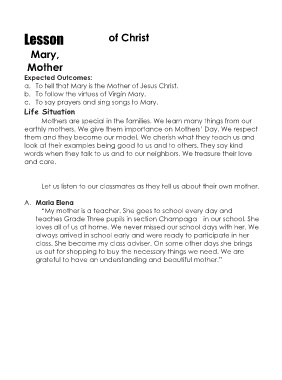 Lesson
of Christ
Mary,
Mother
Expected Outcomes:
a. To tell that Mary is the Mother of Jesus Christ.
b. To follow the virtues of Virgin Mary.
c. To say prayers and sing songs to Mary.
Life Situation
Mothers are special in the families. We learn many things from our
earthly mothers. We give them importance on Mothers' Day. We respect
them and they become our model. We cherish what they teach us and
look at their examples being good to us and to others. They say kind
words when they talk to us and to our neighbors. We treasure their love
and care.
Let us listen to our classmates as they tell us about their own mother.
A. Maria Elena
"My mother is a teacher. She goes to school every day and
teaches Grade Three pupils in section Champaga in our school. She
loves all of us at home. We never missed our school days with her. We
always arrived in school early and were ready to participate in her
class. She become my class adviser. On some other days she brings
us out for shopping to buy the necessary things we need. We are
grateful to have an understanding and beautiful mother."